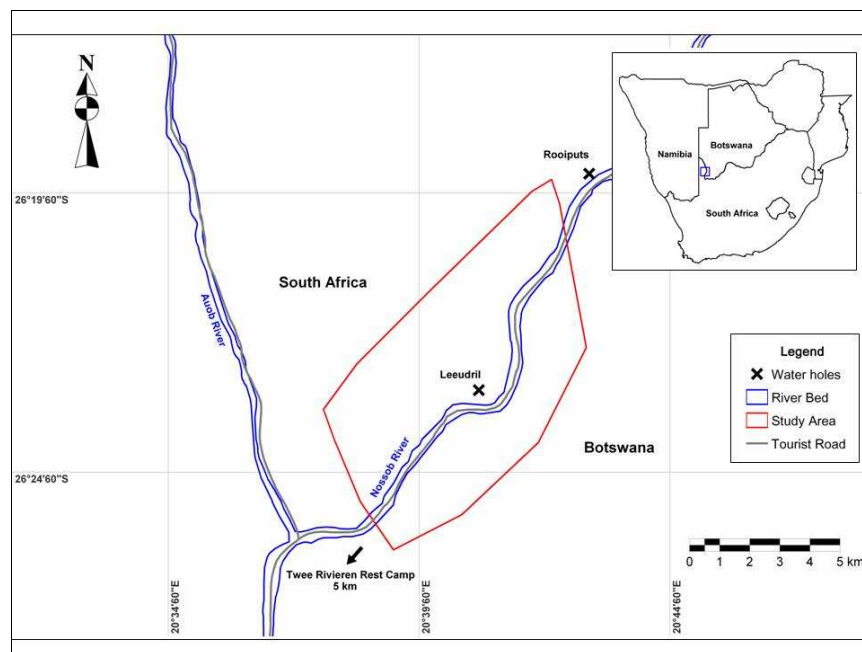 N
Rooiputs
Namibia
Botswana
South Africa
26°19'60"S
South Africa
Auob River
Leeudril
Nossob River
Botswana
26°24'60"S
Twee Rivieren Rest Camp
5 km
Legend
Water holes
River Bed
Study Area
Tourist Road
0 1 2 3 4 5 km
20°34'60"E
20°39'60"E
20°44'60"E